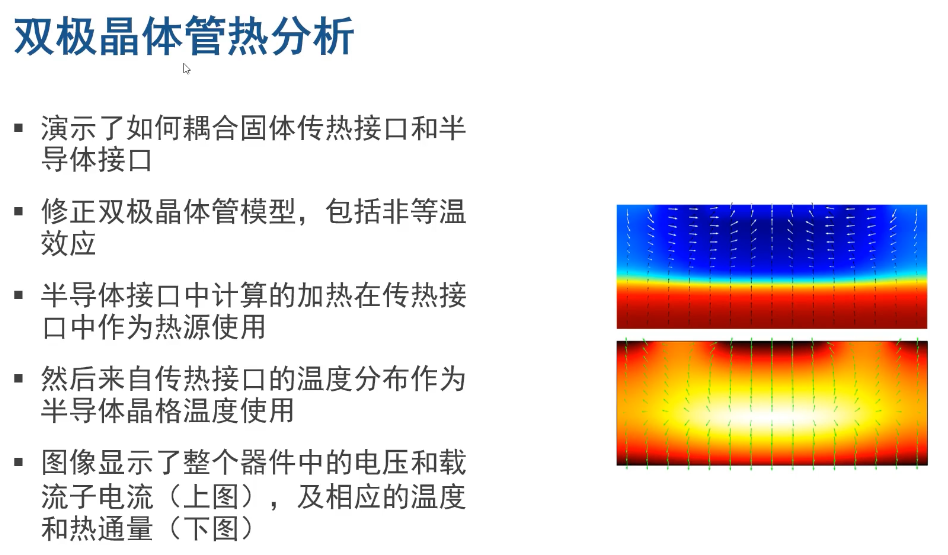 双极晶体管热分析
▪ 演示了如何耦合固体传热接口和半
导体接口
▪ 修正双极晶体管模型，包括非等温
效应
▪ 半导体接口中计算的加热在传热接
口中作为热源使用
▪ 然后来自传热接口的温度分布作为
半导体晶格温度使用
▪ 图像显示了整个器件中的电压和载
流子电流（上图），及相应的温度
和热通量（下图）